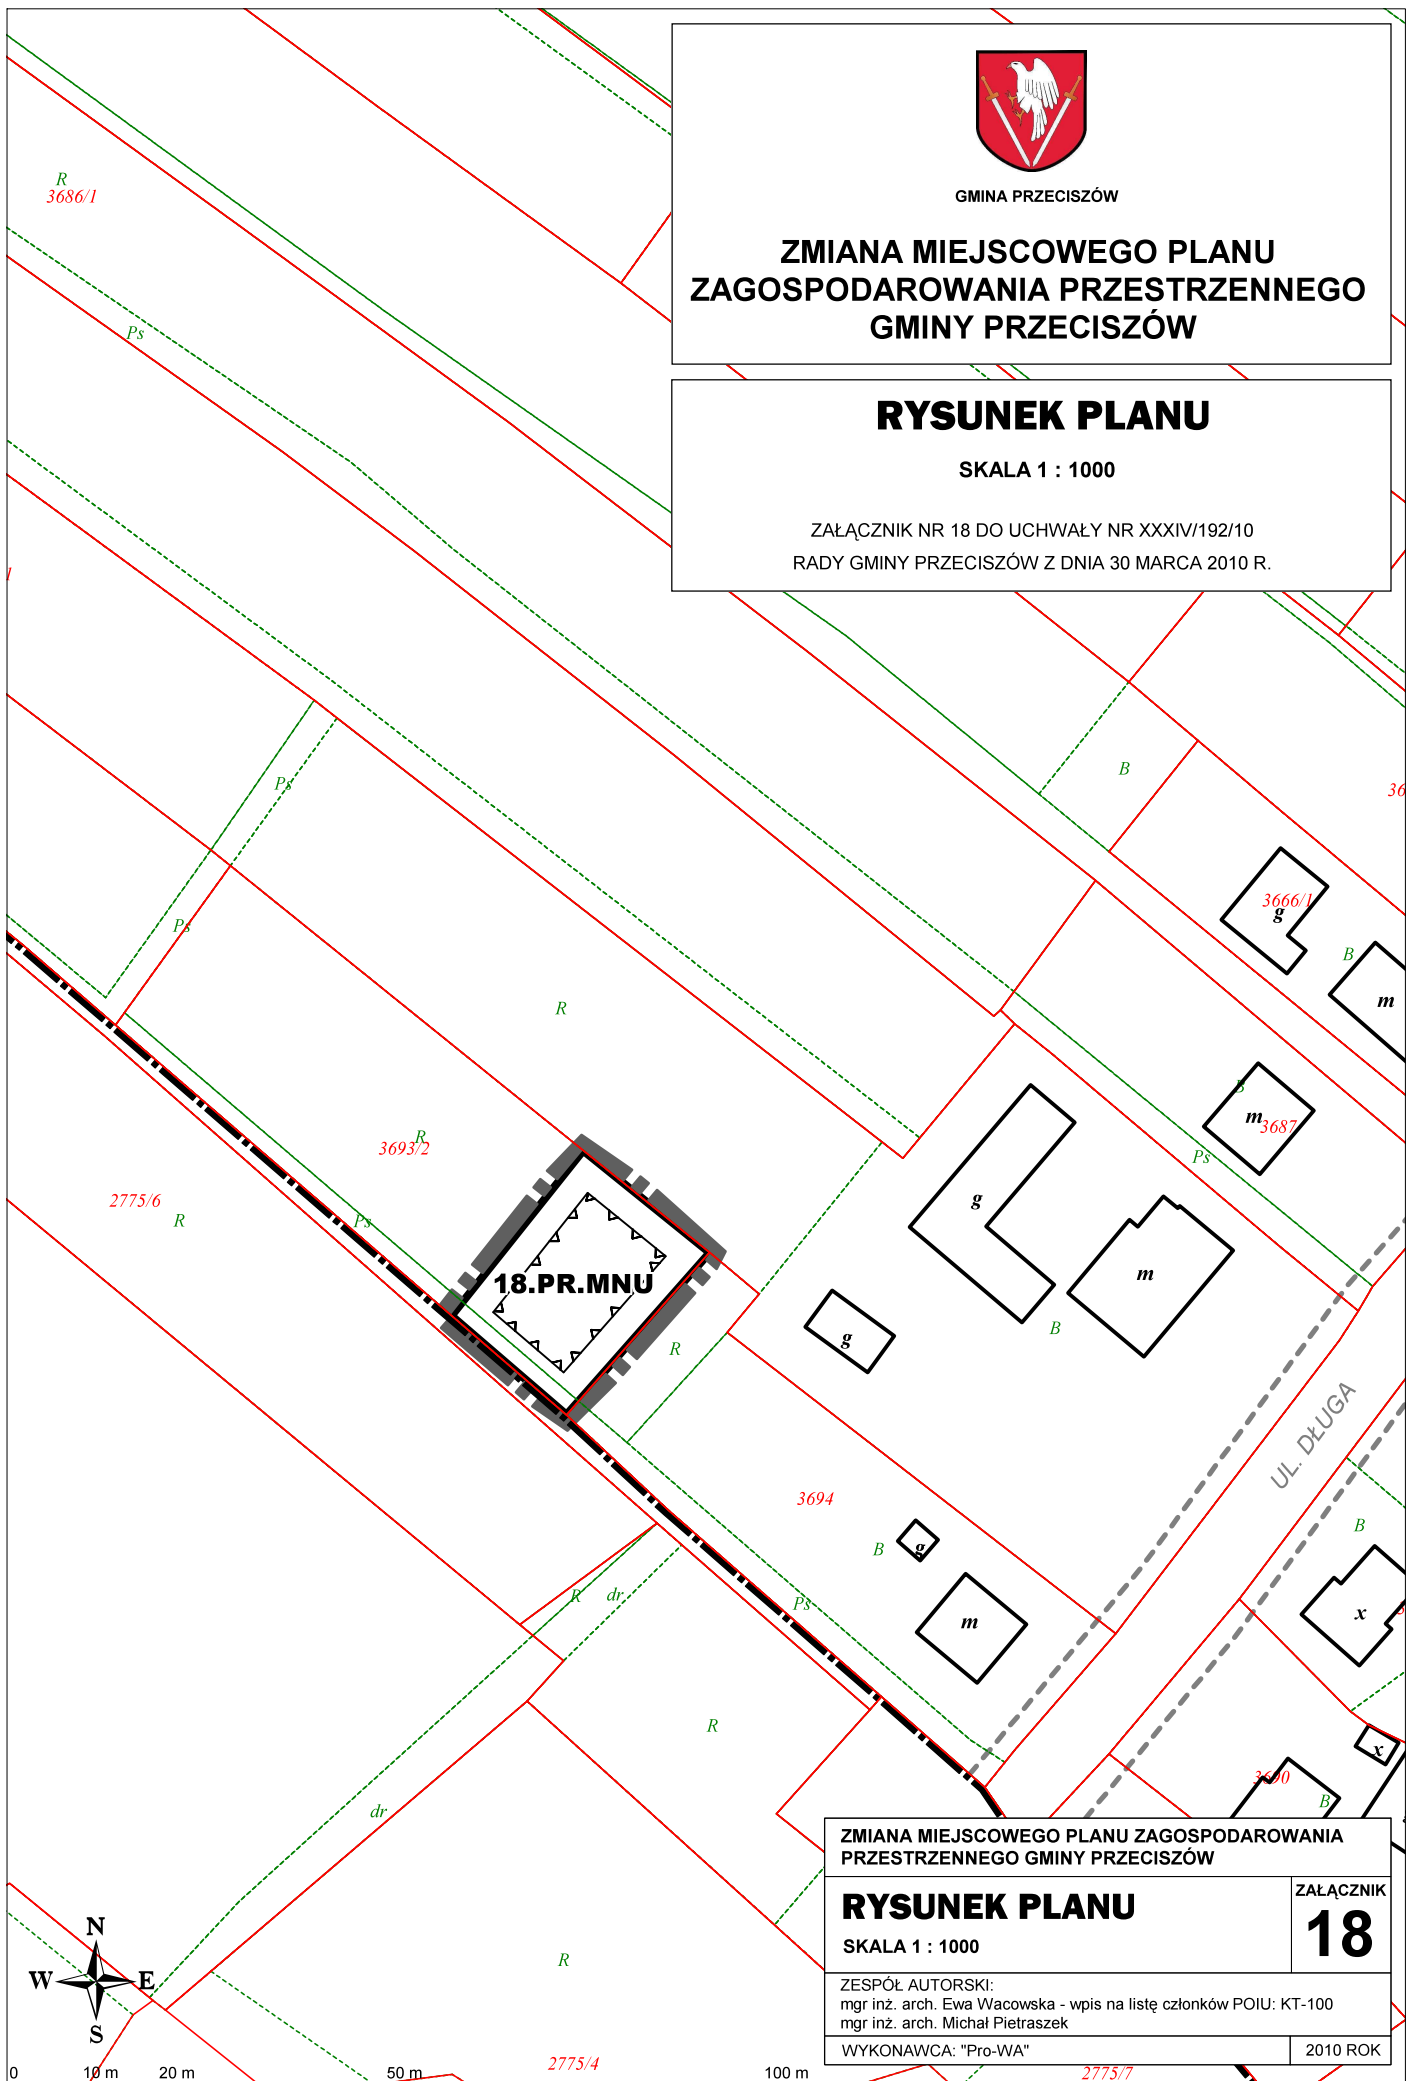 GMINA PRZECISZÓW
ZMIANA MIEJSCOWEGO PLANU
ZAGOSPODAROWANIA PRZESTRZENNEGO
GMINY PRZECISZÓW
RYSUNEK PLANU
SKALA 1 : 1000
ZAŁĄCZNIK NR 18 DO UCHWAŁY NR XXXIV/192/10
RADY GMINY PRZECISZÓW Z DNIA 30 MARCA 2010 R.
R
3686/1
Ps
Ps
B
3666/1
g
Ps
B
m
R
B
m
3687
R
3693/2
Ps
2775/6
R
Ps
g
m
18.PR.MNU
B
g
R
UL. DŁUGA
3694
B
B
g
R
dr
Ps
m
x
R
x
3690
B
dr
ZMIANA MIEJSCOWEGO PLANU ZAGOSPODAROWANIA
PRZESTRZENNEGO GMINY PRZECISZÓW
RYSUNEK PLANU
SKALA 1 : 1000
ZAŁĄCZNIK
18
N
W
E
S
R
ZESPÓŁ AUTORSKI:
mgr inż. arch. Ewa Wacowska - wpis na listę członków POIU: KT-100
mgr inż. arch. Michał Pietraszek
WYKONAWCA: "Pro-WA"
2010 ROK
0
10 m
20 m
50 m
2775/4
100 m
2775/7